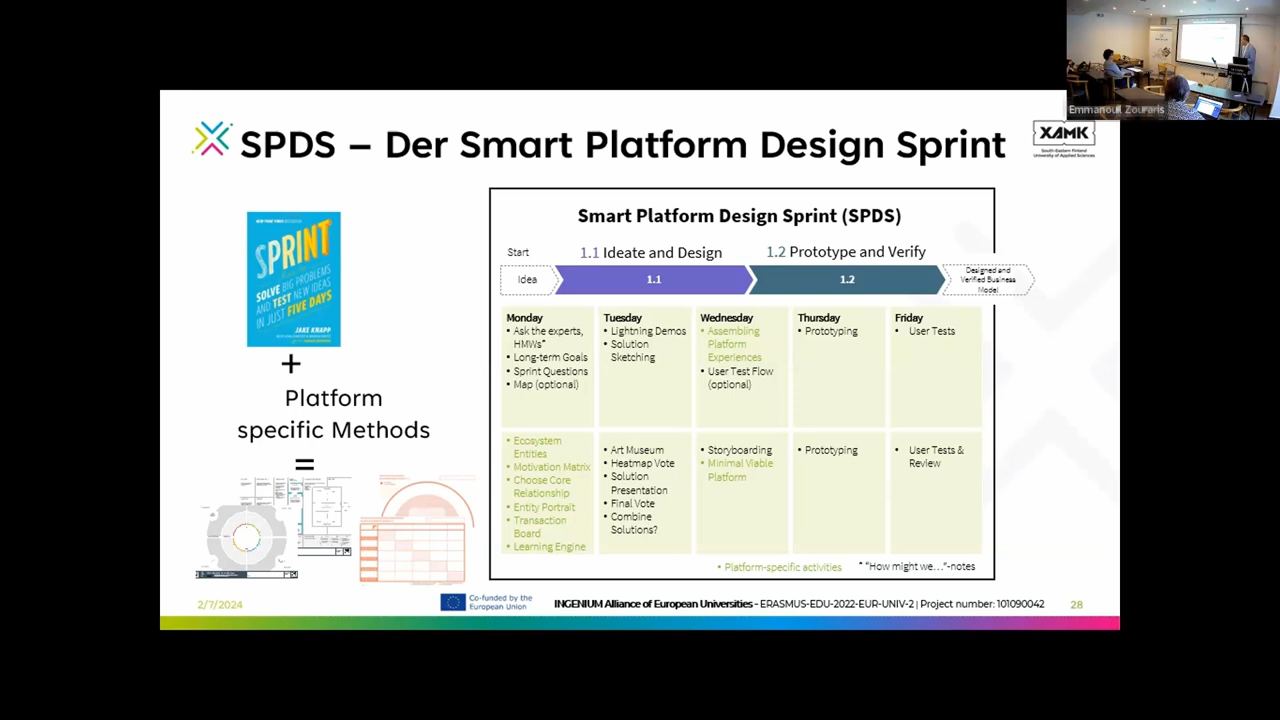 Emmanouil Zouraris
SPDS – Der Smart Platform Design Sprint
XAMK
South-Eastern Finland
University of Applied Sciences
SPRINT
SOLVE BIG PROBLEMS
AND TEST NEW IDEAS
IN JUST FIVE DAYS
JAKE KNAPP
+
Platform
specific Methods
=
Smart Platform Design Sprint (SPDS)
Start
1.1 Ideate and Design
1.2 Prototype and Verify
Idea
1.1
1.2
Designed and
Verified Business
Model
Monday
• Ask the experts,
HMWs*
• Long-term Goals
• Sprint Questions
• Map (optional)
Tuesday
• Lightning Demos
• Solution
Sketching
Wednesday
• Assembling
Platform
Experiences
• User Test Flow
(optional)
Thursday
• Prototyping
Friday
• User Tests
• Ecosystem
Entities
• Motivation Matrix
• Choose Core
Relationship
• Entity Portrait
• Transaction
Board
• Learning Engine
• Art Museum
• Heatmap Vote
• Solution
Presentation
• Final Vote
• Combine
Solutions?
• Storyboarding
• Minimal Viable
Platform
• Prototyping
• User Tests &
Review
• Platform-specific activities
* "How might we…"-notes
2/7/2024
Co-funded by the
European Union
INGENIUM Alliance of European Universities - ERASMUS-EDU-2022-EUR-UNIV-2 | Project number: 101090042
28